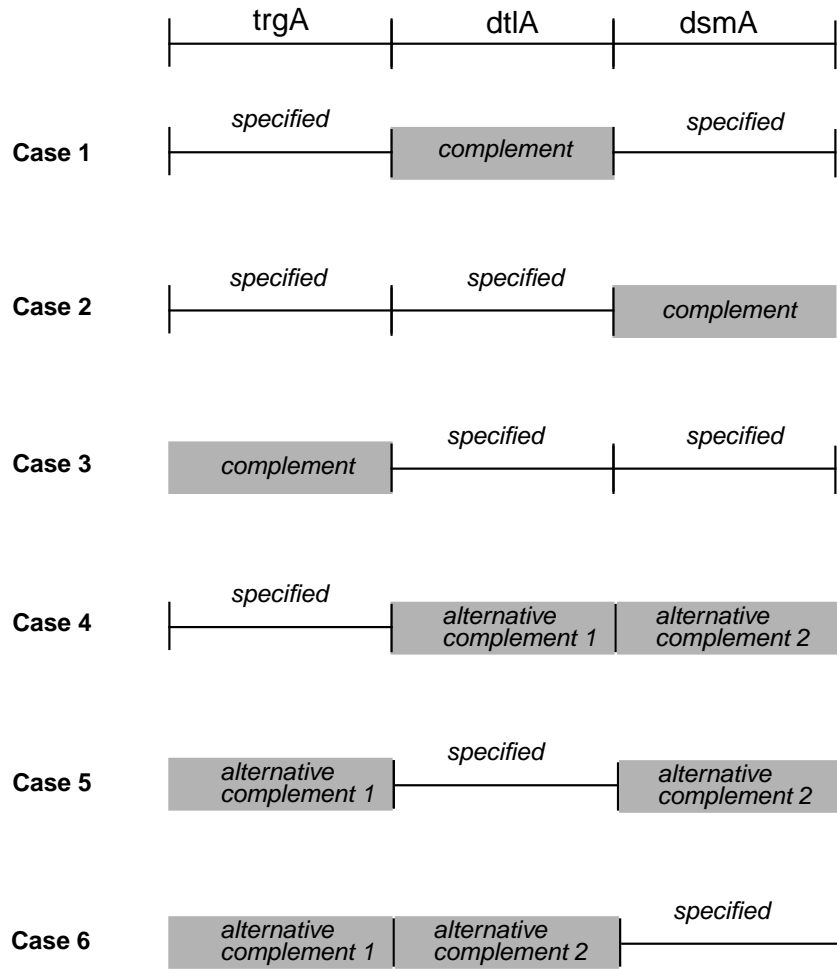 trgA dtlA dsmA
Case 1 specified complement specified
Case 2 specified specified complement
Case 3 complement specified specified
Case 4 specified alternative complement 1 alternative complement 2
Case 5 alternative complement 1 specified alternative complement 2
Case 6 alternative complement 1 alternative complement 2 specified